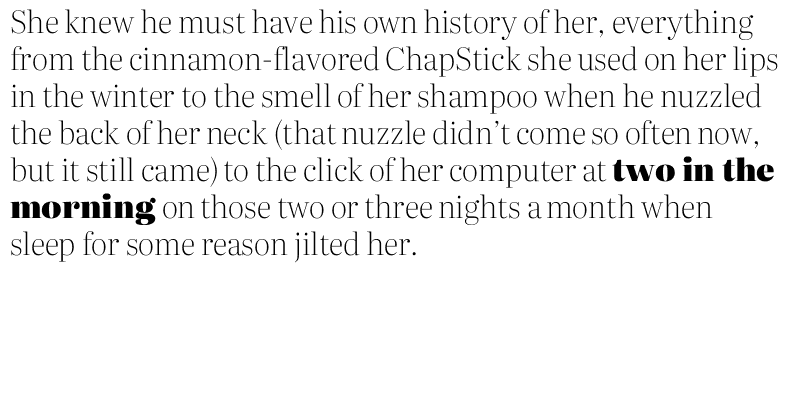 She knew he must have his own history of her, everything
from the cinnamon-flavored ChapStick she used on her lips
in the winter to the smell of her shampoo when he nuzzled
the back of her neck (that nuzzle didn’t come so often now,
but it still came) to the click of her computer at two in the
morning on those two or three nights a month when
sleep for some reason jilted her.